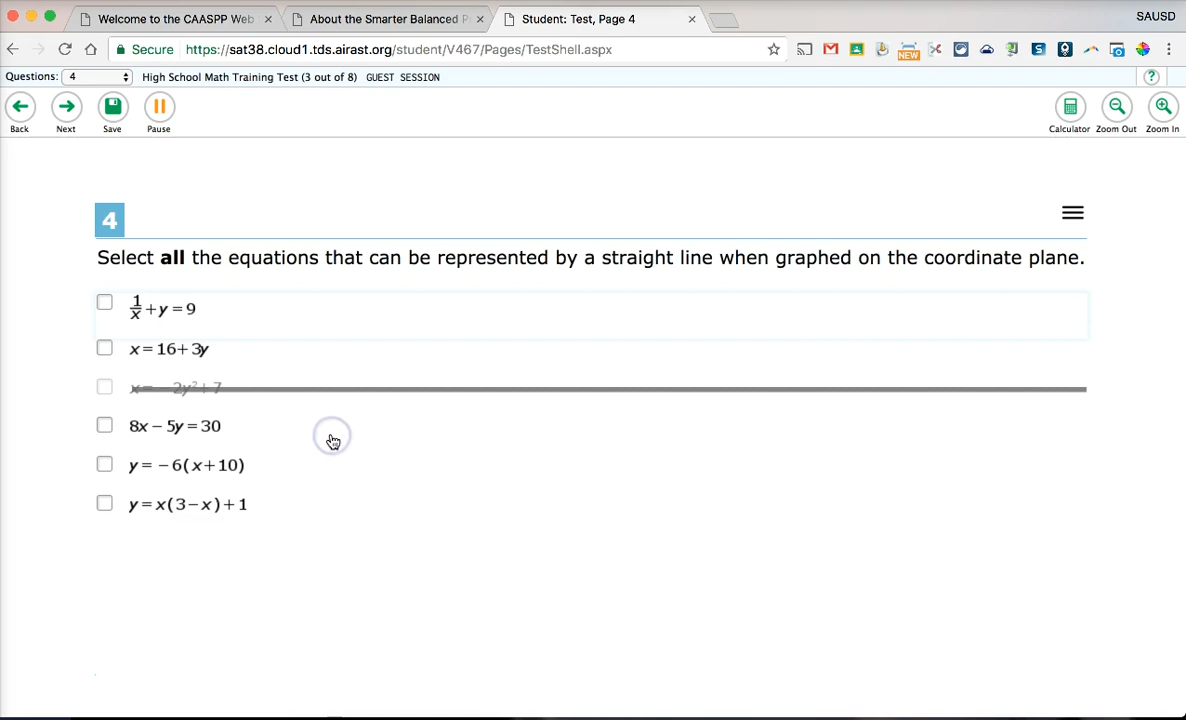 Welcome to the CAASPP Web
About the Smarter Balanced P
Student: Test, Page 4
SAUSD
Secure
https://sat38.cloud1.tds.airast.org/student/V467/Pages/TestShell.aspx
NEW
Questions: 4
High School Math Training Test (3 out of 8) GUEST SESSION
?
Back
Next
Save
Pause
Calculator
Zoom Out
Zoom In
4
Select all the equations that can be represented by a straight line when graphed on the coordinate plane.
1/x + y = 9
x = 16 + 3y
x = − 2y² + 7
8x − 5y = 30
y = − 6(x + 10)
y = x(3 − x) + 1